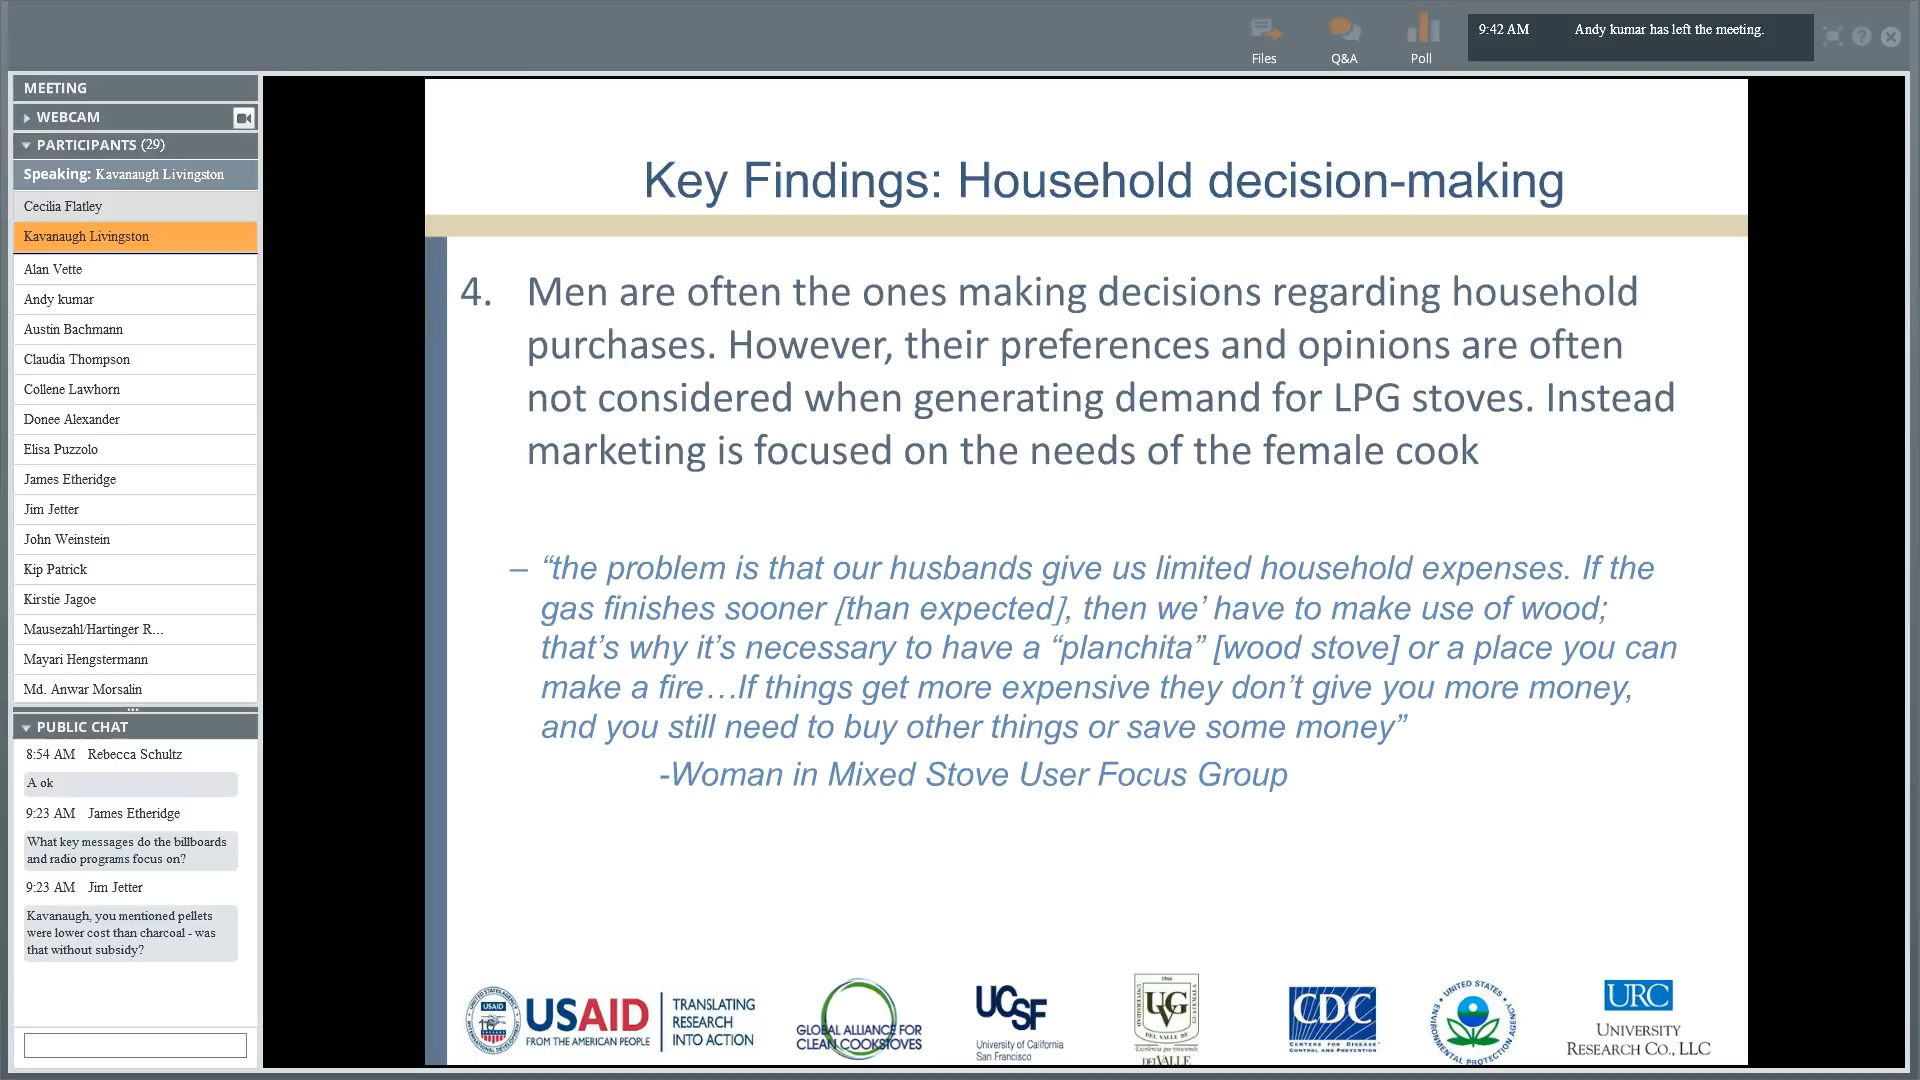 Files
Q&A
Poll
9:42 AM Andy kumar has left the meeting.
MEETING
WEBCAM
PARTICIPANTS (29)
Speaking: Kavanaugh Livingston
Cecilia Flatley
Kavanaugh Livingston
Alan Vette
Andy kumar
Austin Bachmann
Claudia Thompson
Collene Lawhorn
Donee Alexander
Elisa Puzzolo
James Etheridge
Jim Jetter
John Weinstein
Kip Patrick
Kirstie Jagoe
Mausezahl/Hartinger R...
Mayari Hengstermann
Md. Anwar Morsalin
PUBLIC CHAT
8:54 AM Rebecca Schultz
A ok
9:23 AM James Etheridge
What key messages do the billboards
and radio programs focus on?
9:23 AM Jim Jetter
Kavanaugh, you mentioned pellets
were lower cost than charcoal - was
that without subsidy?
Key Findings: Household decision-making
4. Men are often the ones making decisions regarding household
purchases. However, their preferences and opinions are often
not considered when generating demand for LPG stoves. Instead
marketing is focused on the needs of the female cook
– “the problem is that our husbands give us limited household expenses. If the
gas finishes sooner [than expected], then we’ have to make use of wood;
that’s why it’s necessary to have a “planchita” [wood stove] or a place you can
make a fire…If things get more expensive they don’t give you more money,
and you still need to buy other things or save some money”
-Woman in Mixed Stove User Focus Group
USAID
USAID
FROM THE AMERICAN PEOPLE
TRANSLATING
RESEARCH
INTO ACTION
GLOBAL ALLIANCE FOR
CLEAN COOKSTOVES
UCSF
University of California
San Francisco
1966
UVG
DEL VALLE
CDC
CENTERS FOR DISEASE
CONTROL AND PREVENTION
UNITED STATES
ENVIRONMENTAL PROTECTION AGENCY
URC
UNIVERSITY
RESEARCH CO., LLC